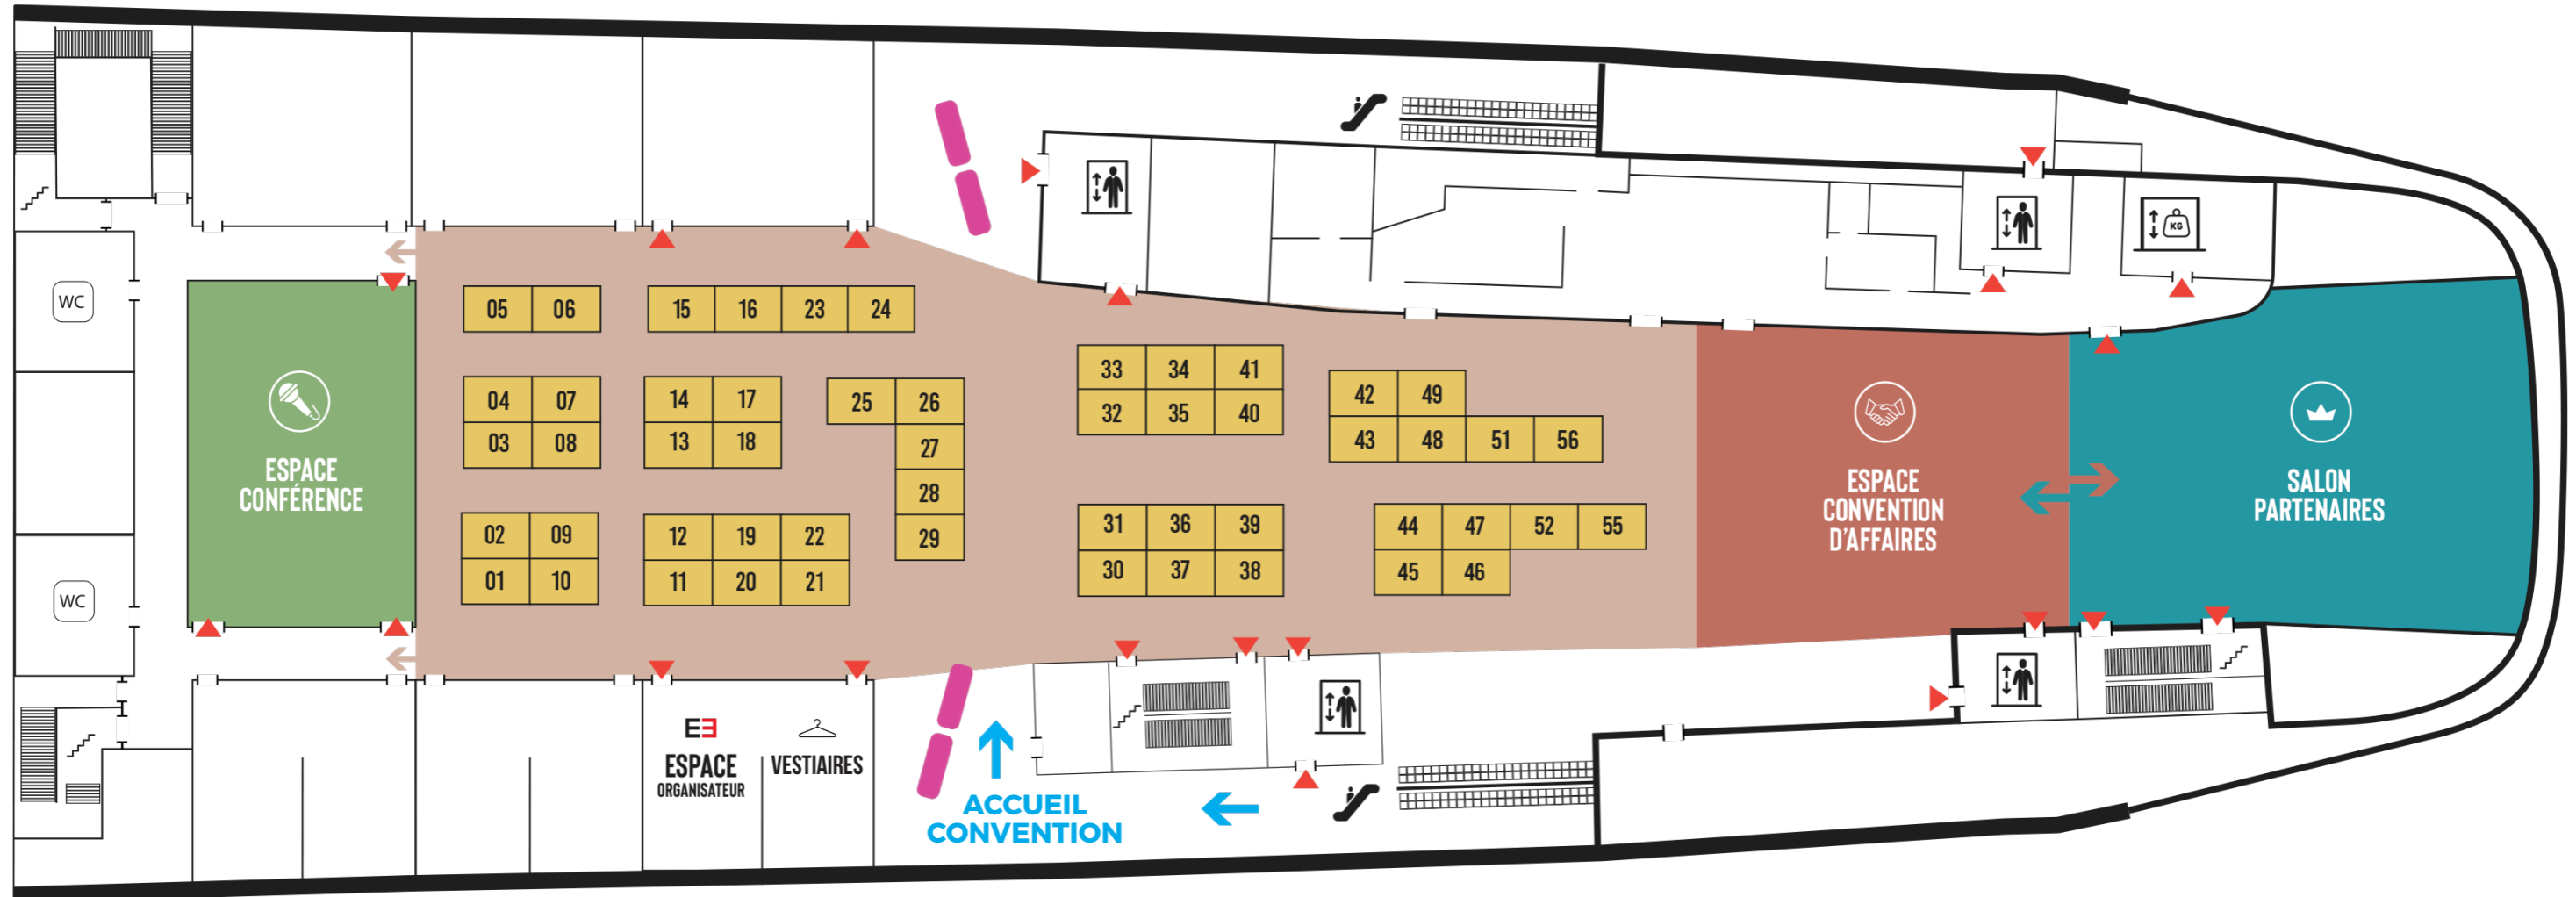 WC
WC
ESPACE
CONFÉRENCE
05 06
04 07
03 08
02 09
01 10
15 16 23 24
14 17
13 18
12 19 22
11 20 21
25 26
27
28
29
33 34 41
32 35 40
31 36 39
30 37 38
42 49
43 48 51 56
44 47 52 55
45 46
KG
ESPACE
CONVENTION
D'AFFAIRES
SALON
PARTENAIRES
EE
ESPACE
ORGANISATEUR
VESTIAIRES
ACCUEIL
CONVENTION